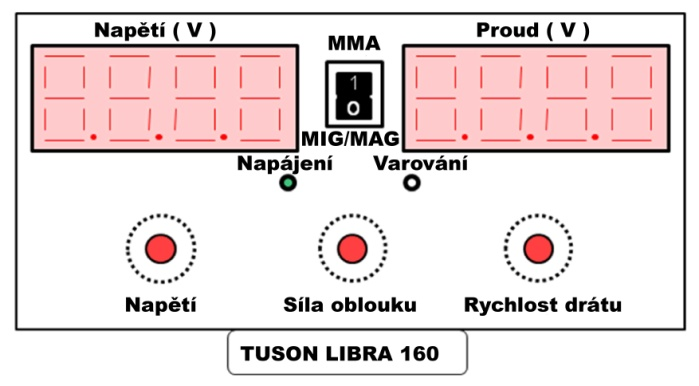 Napětí ( V )
Proud ( V )
MMA
1
0
MIG/MAG
Napájení
Varování
Napětí
Síla oblouku
Rychlost drátu
TUSON LIBRA 160